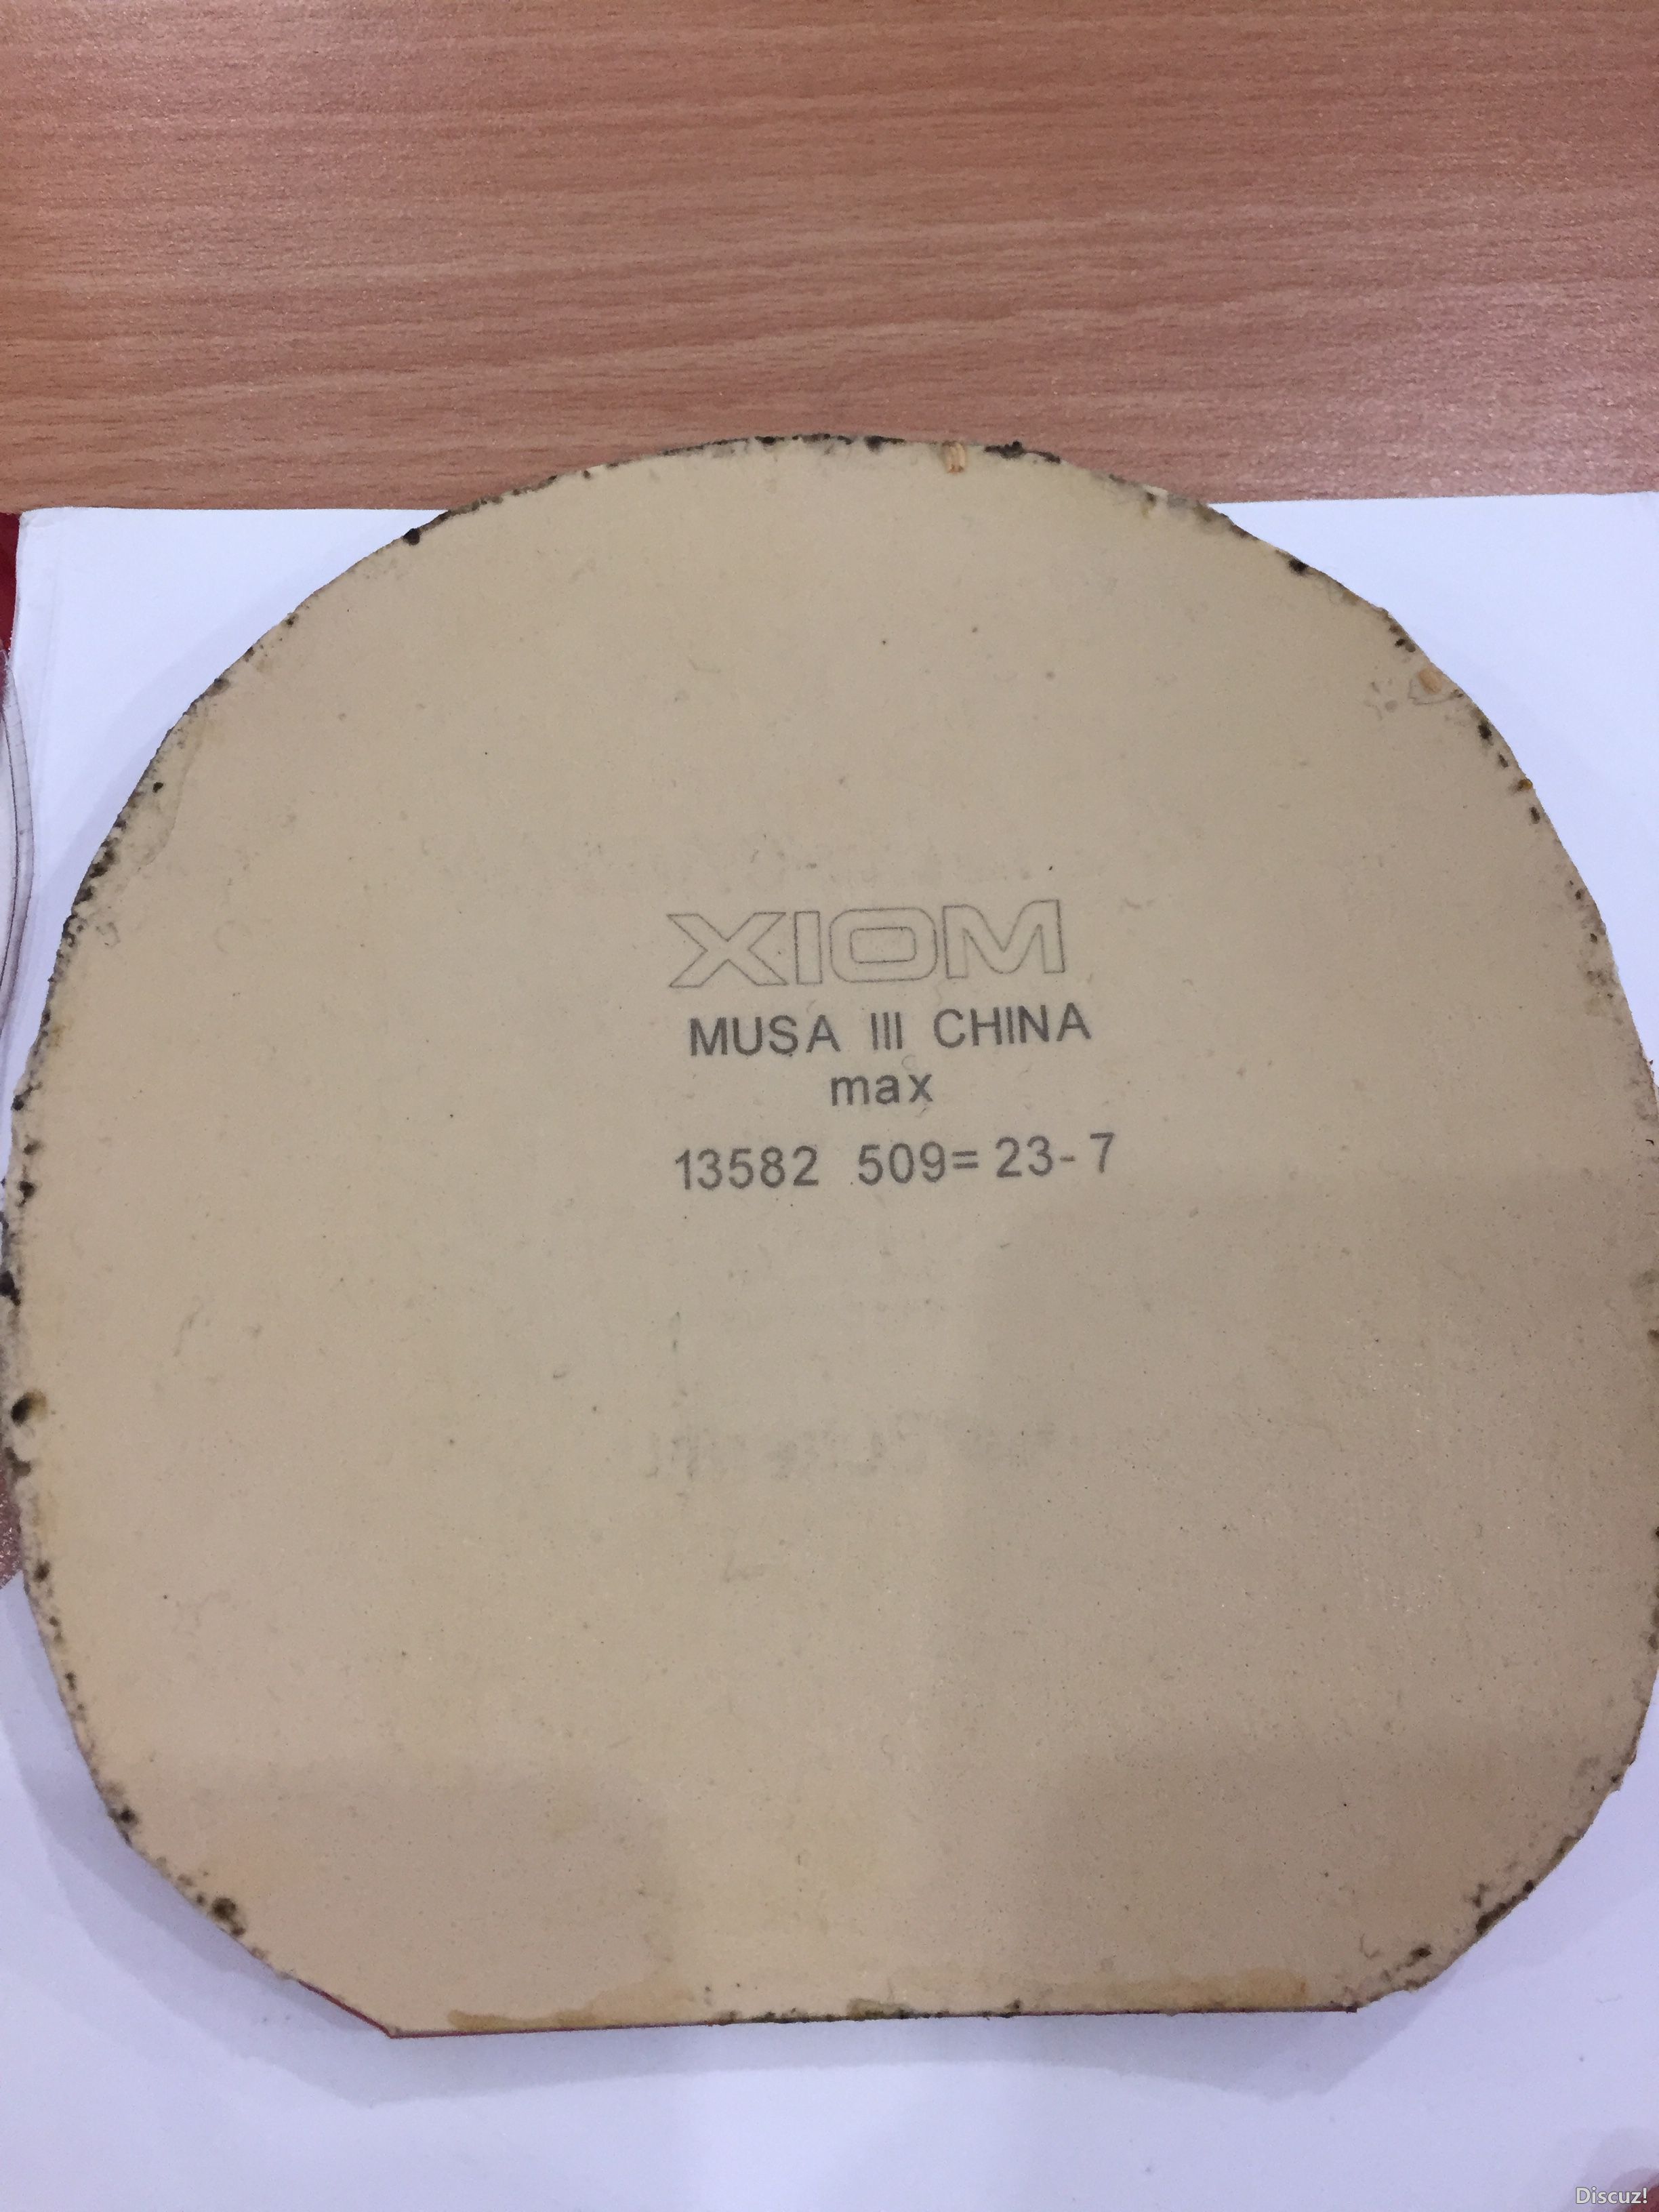 XIOM
MUSA III CHINA
max
13582 509=23-7
Discuz!